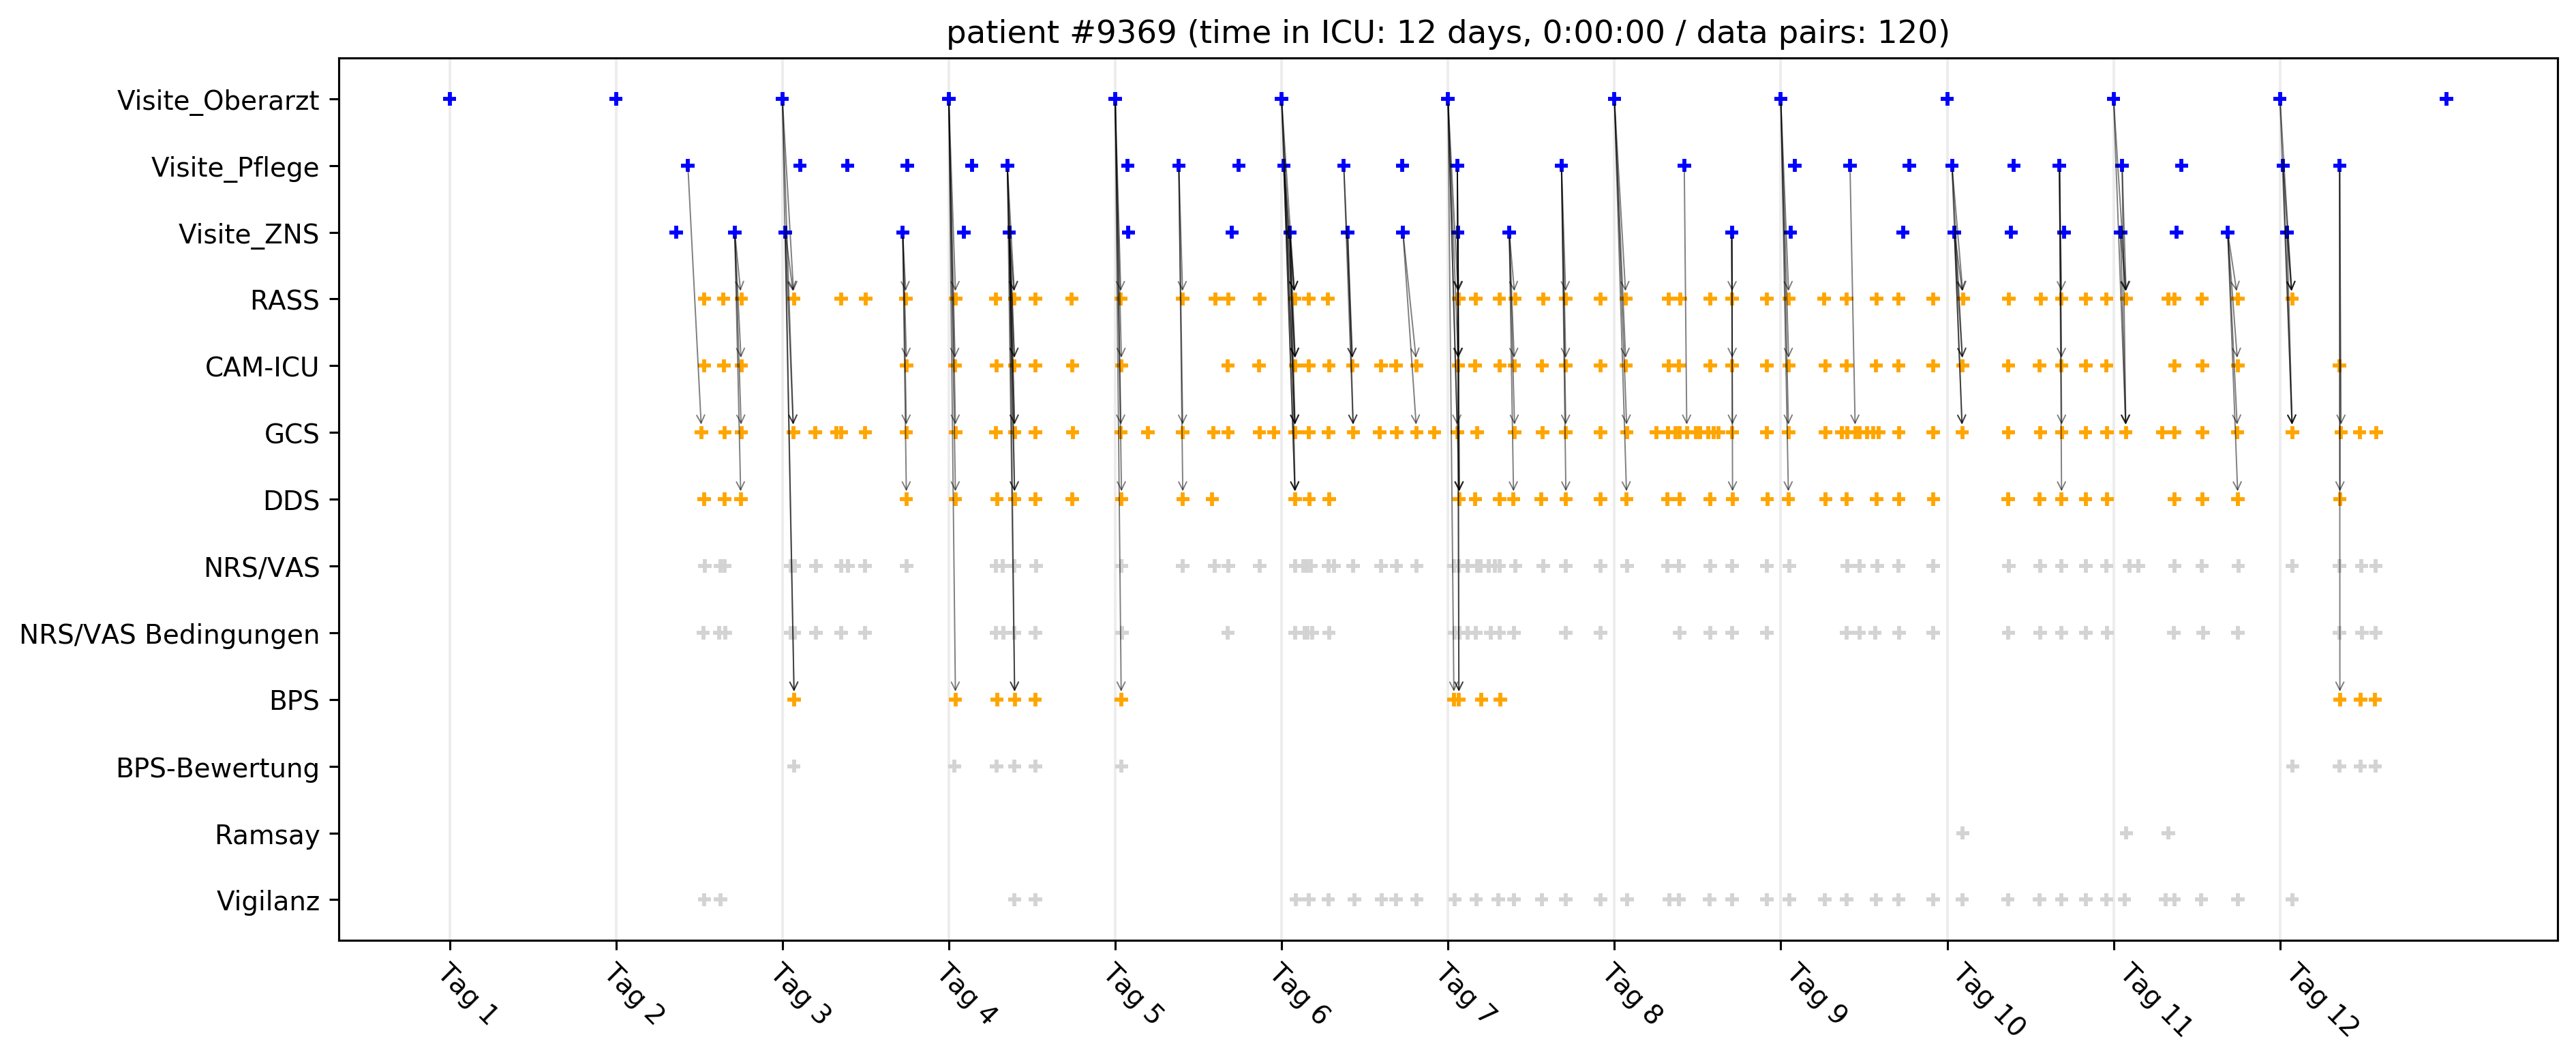 patient #9369 (time in ICU: 12 days, 0:00:00 / data pairs: 120)
Visite_Oberarzt
Visite_Pflege
Visite_ZNS
RASS
CAM-ICU
GCS
DDS
NRS/VAS
NRS/VAS Bedingungen
BPS
BPS-Bewertung
Ramsay
Vigilanz
Tag 1
Tag 2
Tag 3
Tag 4
Tag 5
Tag 6
Tag 7
Tag 8
Tag 9
Tag 10
Tag 11
Tag 12